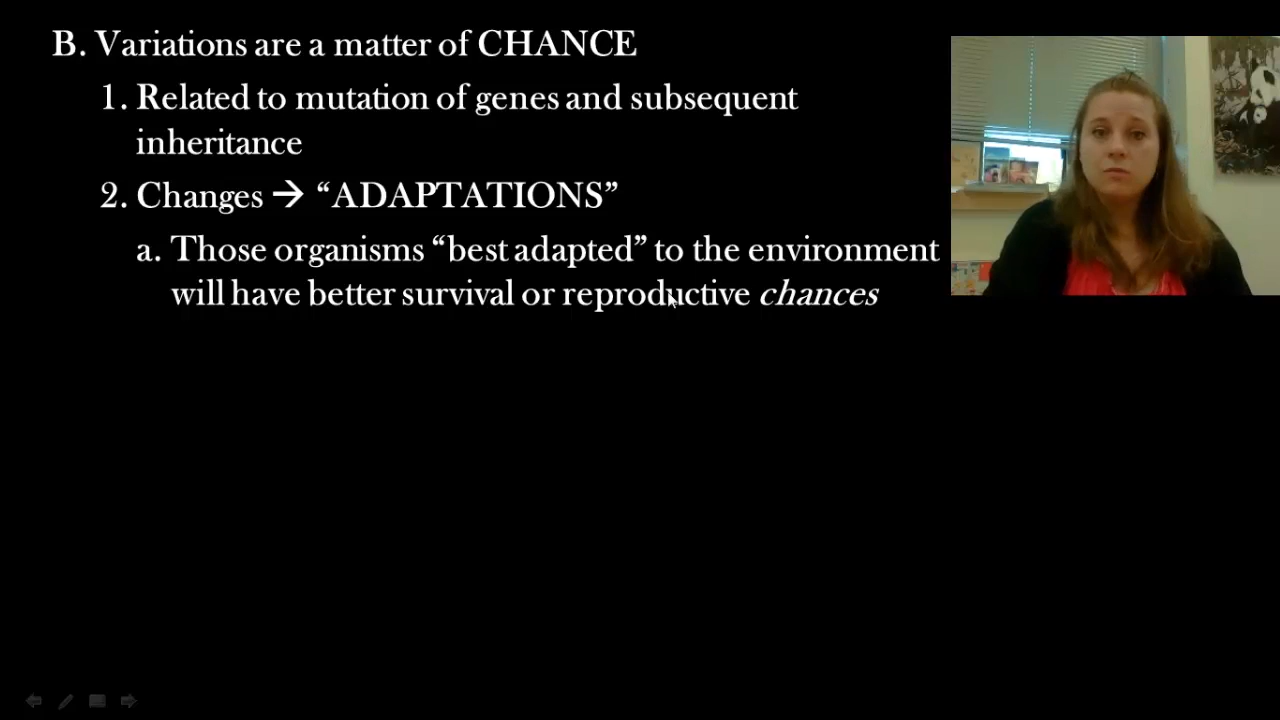 B. Variations are a matter of CHANCE
1. Related to mutation of genes and subsequent
inheritance
2. Changes → “ADAPTATIONS”
a. Those organisms “best adapted” to the environment
will have better survival or reproductive chances